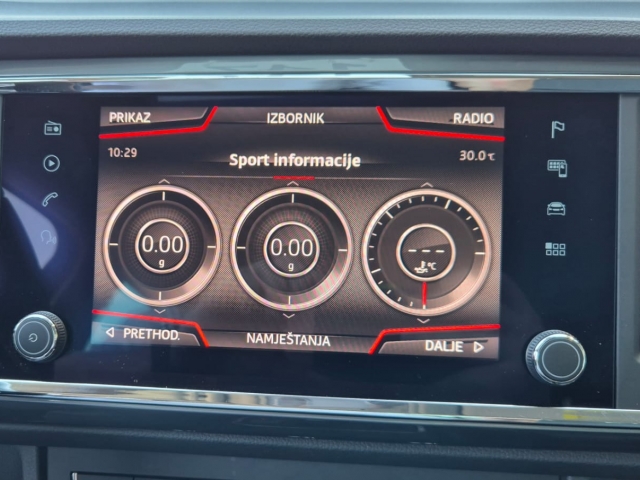 PRIKAZ IZBORNIK RADIO
10:29 Sport informacije 30.0°C
0.00 0.00 ---
g g °C
PRETHOD. NAMJEŠTANJA DALJE